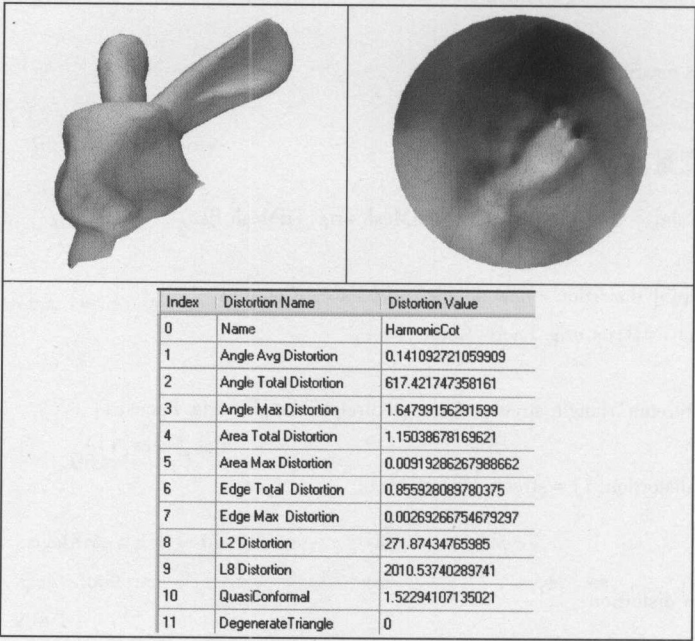 Index Distortion Name Distortion Value
0 Name HarmonicCot
1 Angle Avg Distortion 0.141092721059909
2 Angle Total Distortion 617.421747358161
3 Angle Max Distortion 1.64799156291599
4 Area Total Distortion 1.15038678169621
5 Area Max Distortion 0.00919286267988662
6 Edge Total Distortion 0.855928089780375
7 Edge Max Distortion 0.00269266754679297
8 L2 Distortion 271.87434765985
9 L8 Distortion 2010.53740289741
10 QuasiConformal 1.52294107135021
11 DegenerateTriangle 0